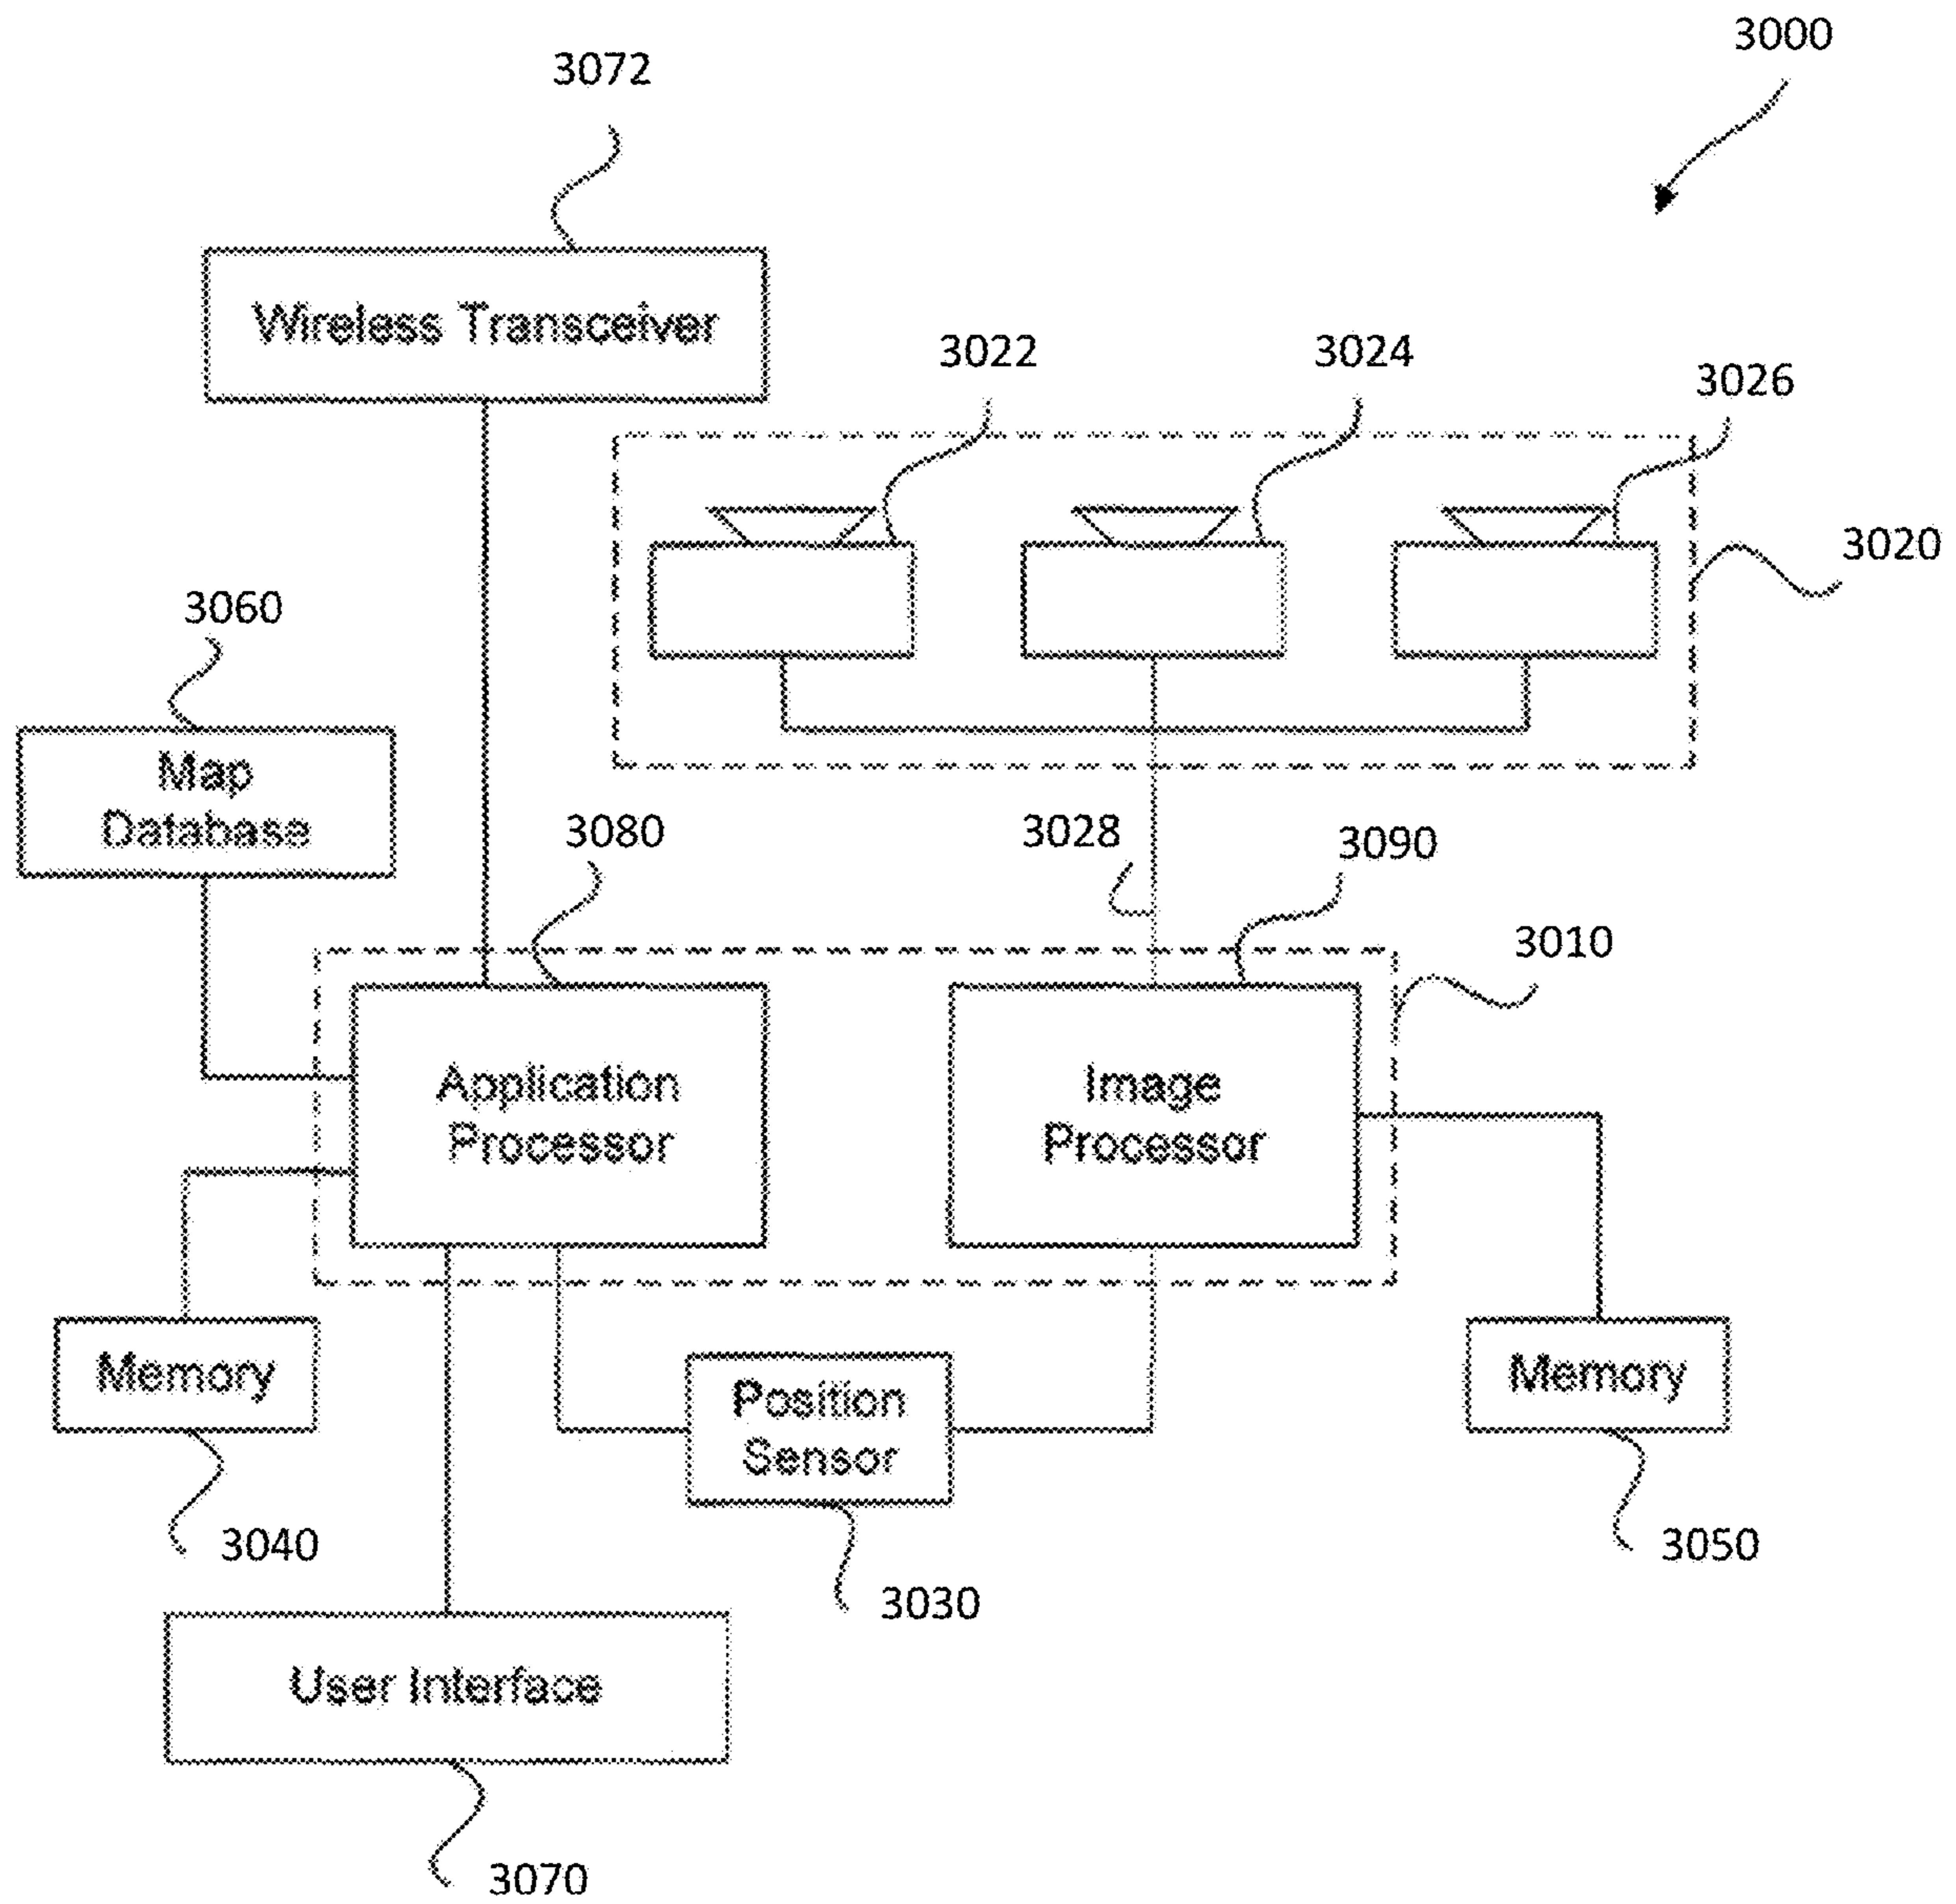 3000
3072
Wireless Transceiver
3022
3024
3026
3020
3060
Map
Database
3080
3028
3090
3010
Application
Processor
Image
Processor
Memory
Position
Sensor
Memory
3040
3030
3050
User Interface
3070